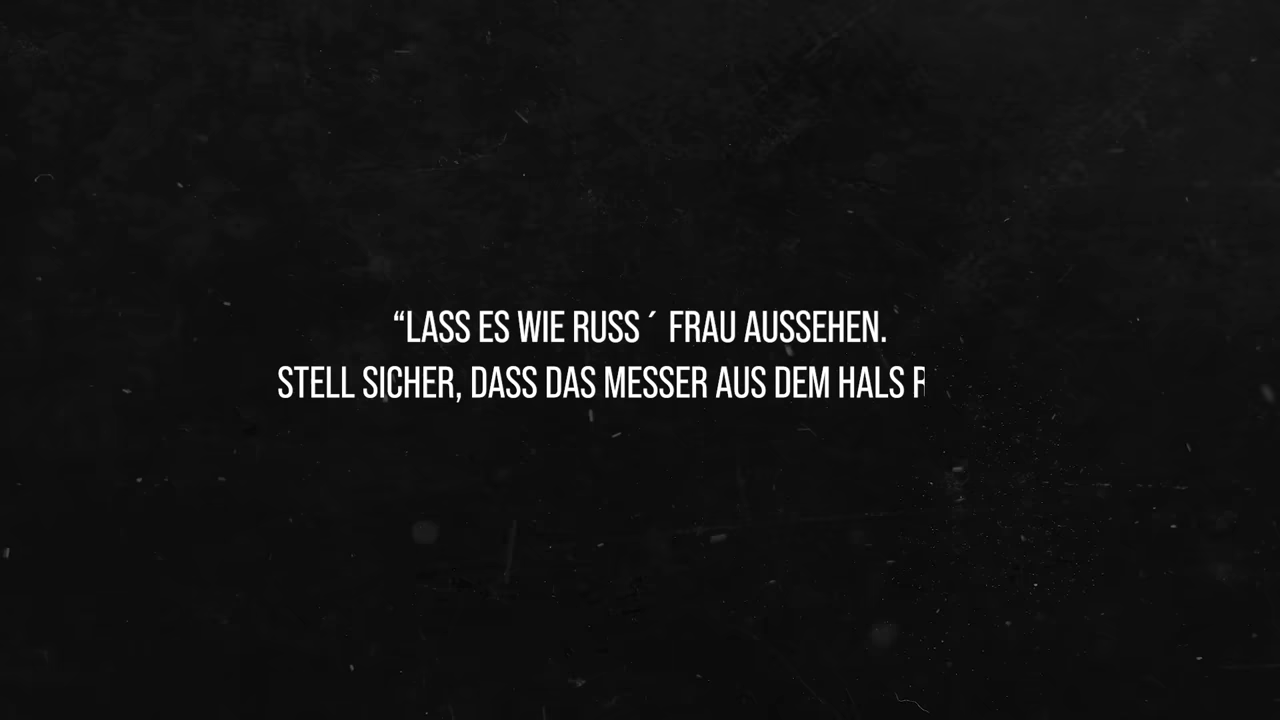 “LASS ES WIE RUSS ´ FRAU AUSSEHEN.
STELL SICHER, DASS DAS MESSER AUS DEM HALS